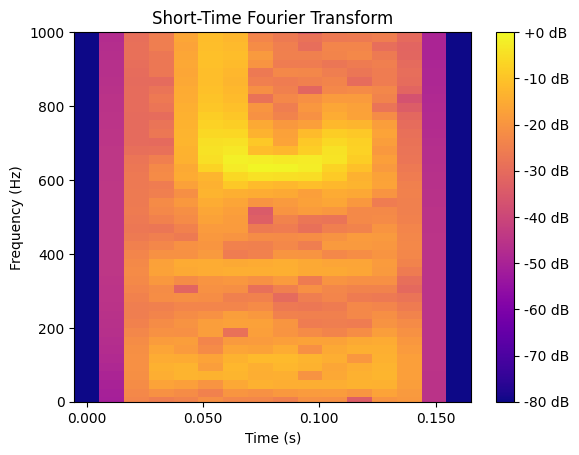 Short-Time Fourier Transform
1000
800
600
400
200
0
Frequency (Hz)
0.000
0.050
0.100
0.150
Time (s)
+0 dB
-10 dB
-20 dB
-30 dB
-40 dB
-50 dB
-60 dB
-70 dB
-80 dB